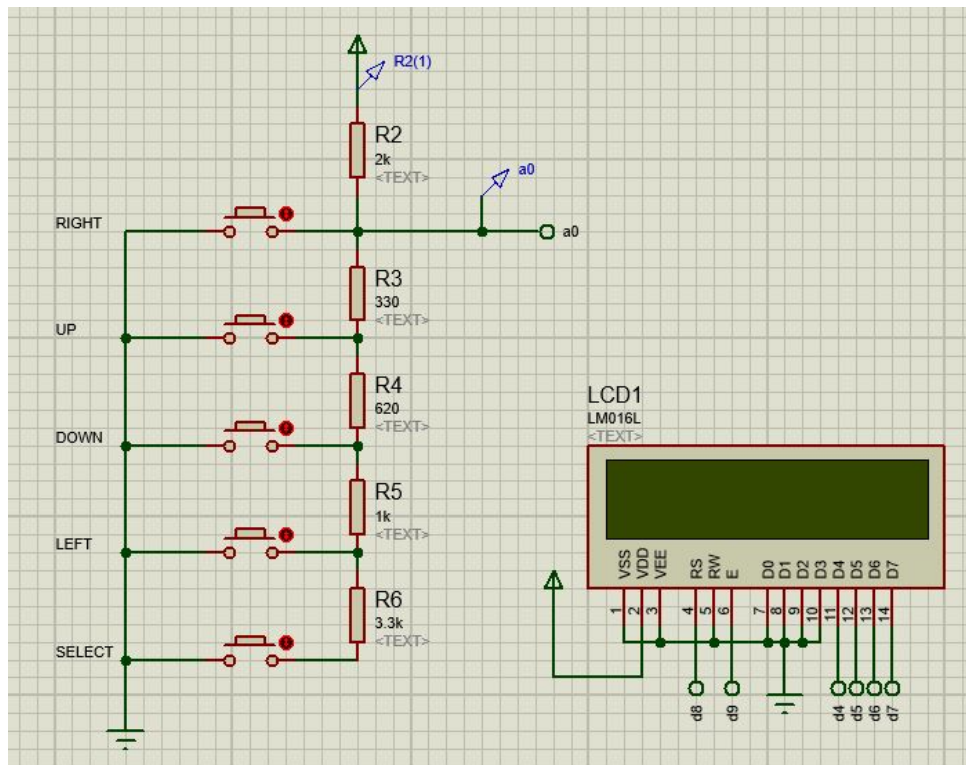 R2(1)
R2
2k
<TEXT>
a0
a0
RIGHT
R3
330
<TEXT>
UP
R4
620
<TEXT>
DOWN
R5
1k
<TEXT>
LEFT
R6
3.3k
<TEXT>
SELECT
LCD1
LM016L
<TEXT>
VSS VDD VEE RS RW E D0 D1 D2 D3 D4 D5 D6 D7
1 2 3 4 5 6 7 8 9 10 11 12 13 14
d8 d9 d4 d5 d6 d7